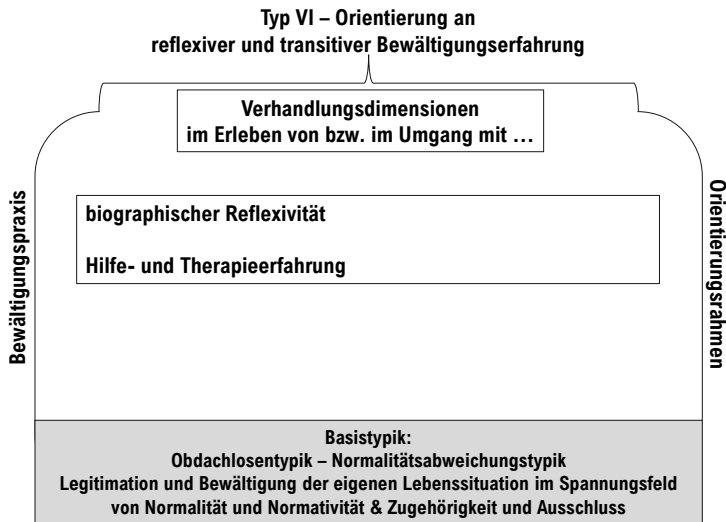 Typ VI – Orientierung an
reflexiver und transitiver Bewältigungserfahrung
Verhandlungsdimensionen
im Erleben von bzw. im Umgang mit …
Bewältigungspraxis
biographischer Reflexivität
Hilfe- und Therapieerfahrung
Orientierungsrahmen
Basistypik:
Obdachlosentypik – Normalitätsabweichungstypik
Legitimation und Bewältigung der eigenen Lebenssituation im Spannungsfeld
von Normalität und Normativität & Zugehörigkeit und Ausschluss